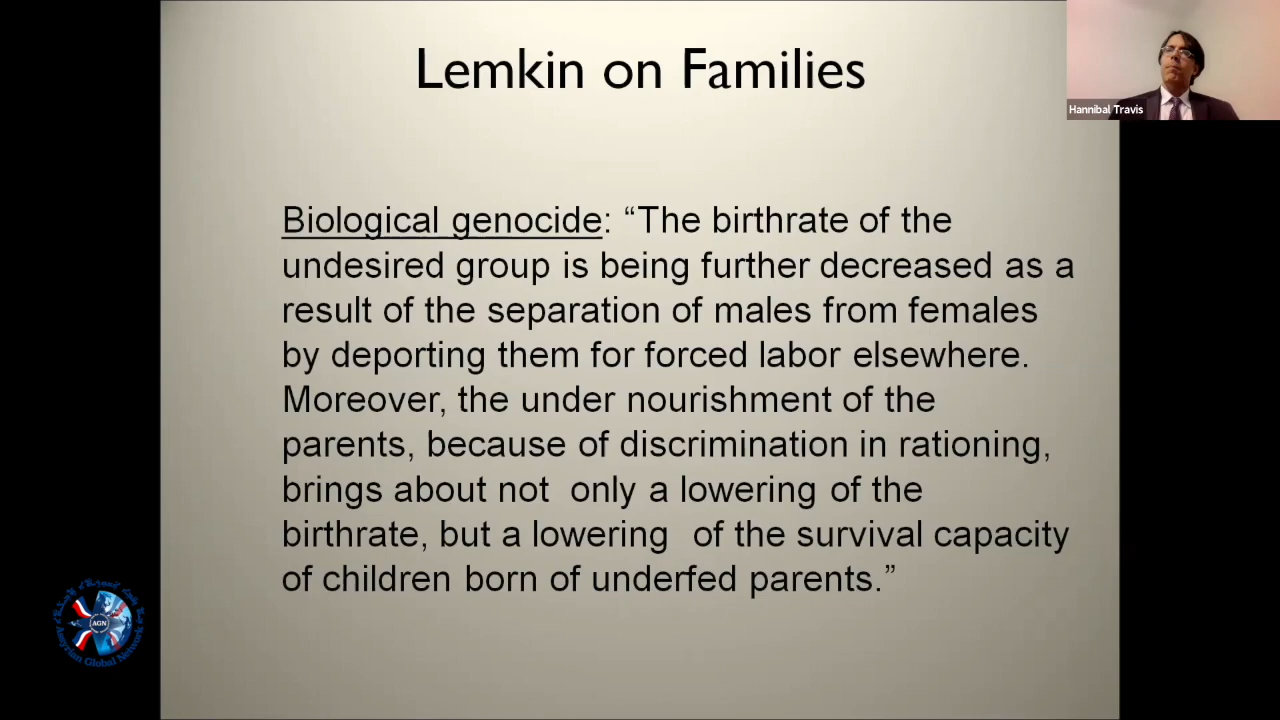 Lemkin on Families
Hannibal Travis
Biological genocide: “The birthrate of the
undesired group is being further decreased as a
result of the separation of males from females
by deporting them for forced labor elsewhere.
Moreover, the under nourishment of the
parents, because of discrimination in rationing,
brings about not  only a lowering of the
birthrate, but a lowering  of the survival capacity
of children born of underfed parents.”
AGN
Assyrian Global Network